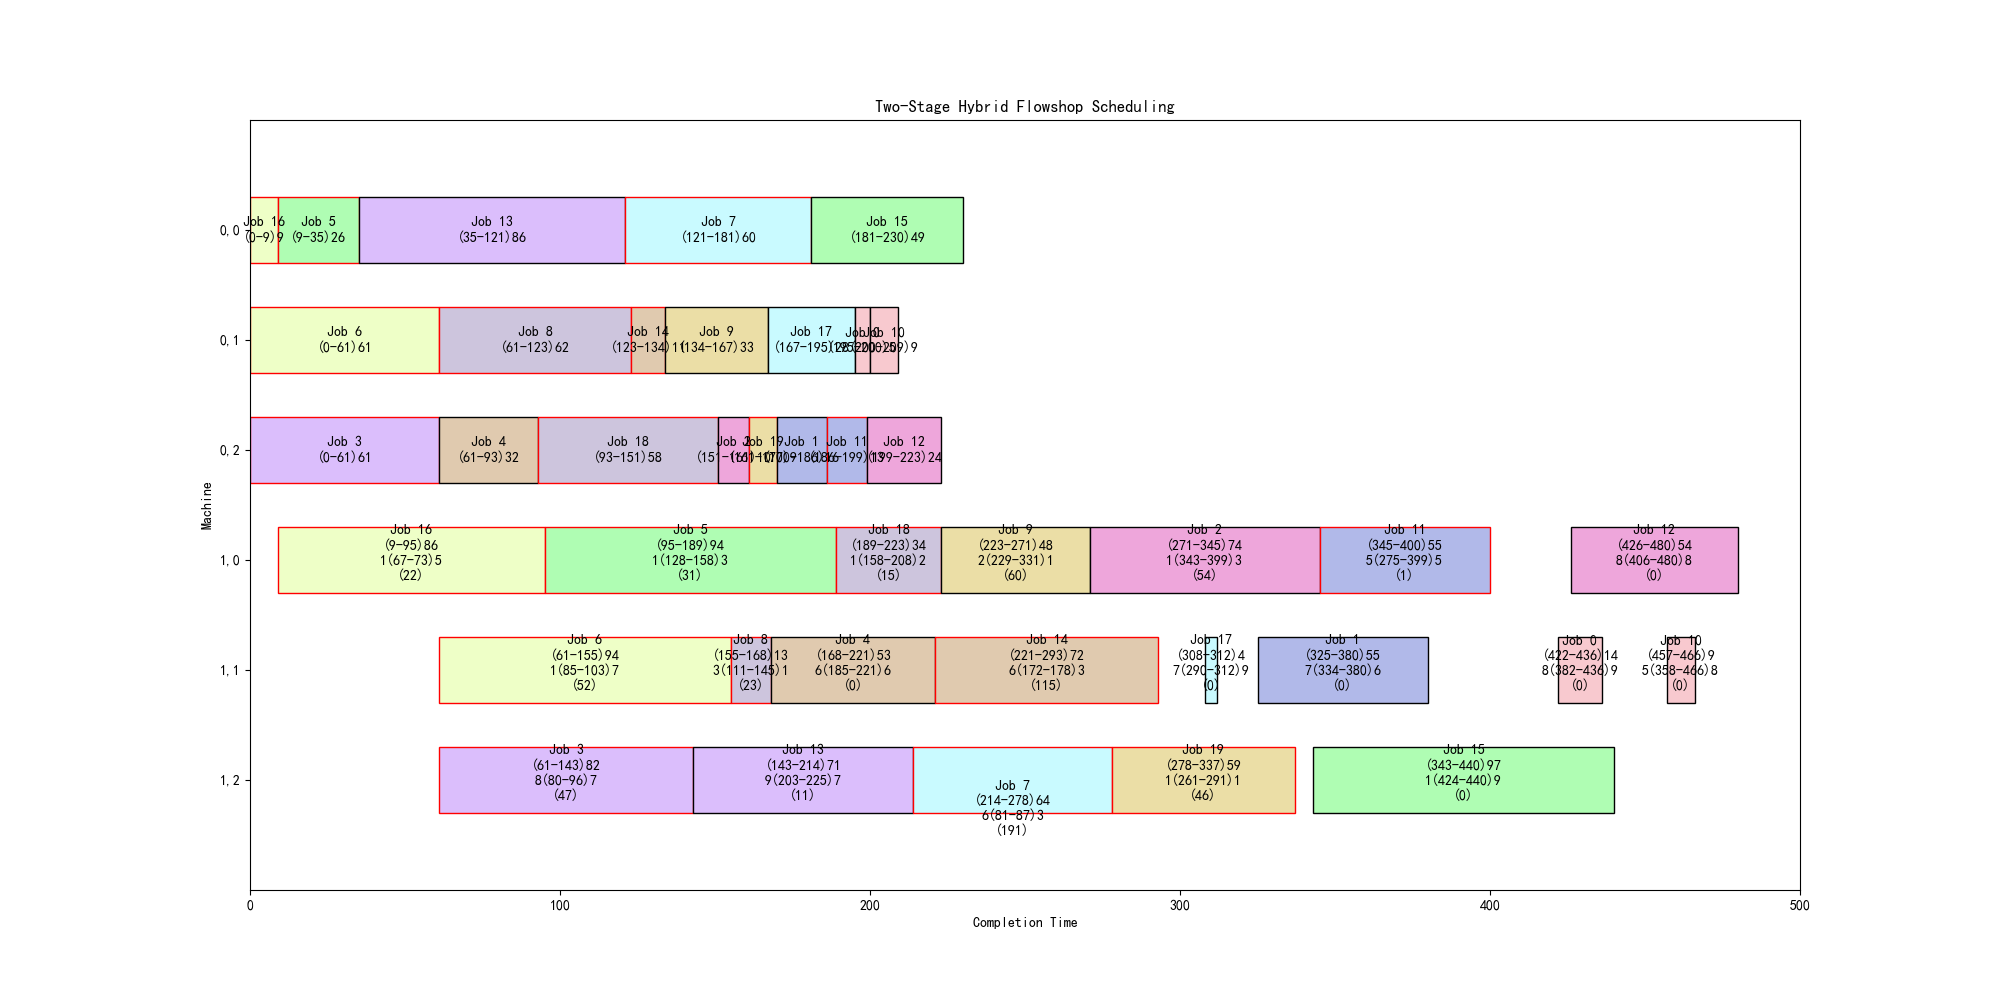 Two-Stage Hybrid Flowshop Scheduling
0,0
Job 16
(0-9)9
Job 5
(9-35)26
Job 13
(35-121)86
Job 7
(121-181)60
Job 15
(181-230)49
0,1
Job 6
(0-61)61
Job 8
(61-123)62
Job 14
(123-134)11
Job 9
(134-167)33
Job 17
(167-195)28
Job 0
(195-200)5
Job 10
(200-209)9
0,2
Job 3
(0-61)61
Job 4
(61-93)32
Job 18
(93-151)58
Job 2
(151-161)10
Job 19
(161-170)9
Job 1
(170-186)16
Job 11
(186-199)13
Job 12
(199-223)24
Machine
1,0
Job 16
(9-95)86
1(67-73)5
(22)
Job 5
(95-189)94
1(128-158)3
(31)
Job 18
(189-223)34
1(158-208)2
(15)
Job 9
(223-271)48
2(229-331)1
(60)
Job 2
(271-345)74
1(343-399)3
(54)
Job 11
(345-400)55
5(275-399)5
(1)
Job 12
(426-480)54
8(406-480)8
(0)
1,1
Job 6
(61-155)94
1(85-103)7
(52)
Job 8
(155-168)13
3(111-145)1
(23)
Job 4
(168-221)53
6(185-221)6
(0)
Job 14
(221-293)72
6(172-178)3
(115)
Job 17
(308-312)4
7(290-312)9
(0)
Job 1
(325-380)55
7(334-380)6
(0)
Job 0
(422-436)14
8(382-436)9
(0)
Job 10
(457-466)9
5(358-466)8
(0)
1,2
Job 3
(61-143)82
8(80-96)7
(47)
Job 13
(143-214)71
9(203-225)7
(11)
Job 7
(214-278)64
6(81-87)3
(191)
Job 19
(278-337)59
1(261-291)1
(46)
Job 15
(343-440)97
1(424-440)9
(0)
0
100
200
300
400
500
Completion Time